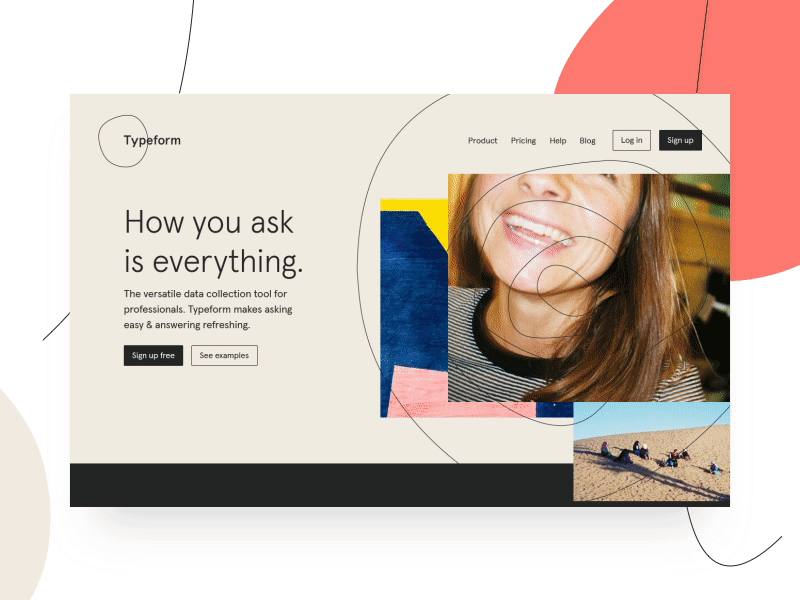 Typeform
Product Pricing Help Blog Log in Sign up
How you ask
is everything.
The versatile data collection tool for
professionals. Typeform makes asking
easy & answering refreshing.
Sign up free See examples